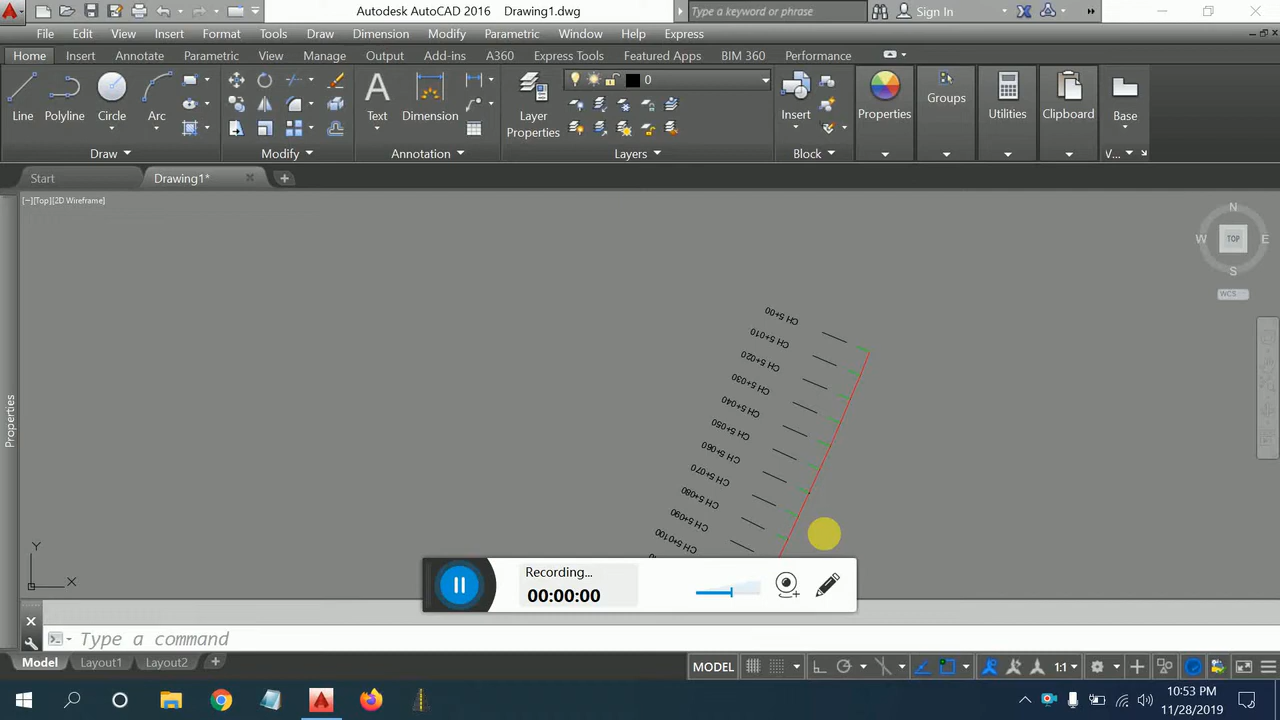 Autodesk AutoCAD 2016 Drawing1.dwg
Type a keyword or phrase
Sign In
File Edit View Insert Format Tools Draw Dimension Modify Parametric Window Help Express
Home Insert Annotate Parametric View Manage Output Add-ins A360 Express Tools Featured Apps BIM 360 Performance
Line Polyline Circle Arc
Text Dimension
Layer Properties
0
Insert
Properties
Groups
Utilities
Clipboard
Base
Draw Modify Annotation Layers Block V...
Start Drawing1*
[−][Top][2D Wireframe]
N
W TOP E
S
WCS
Properties
CH 5+00
CH 5+010
CH 5+020
CH 5+030
CH 5+040
CH 5+050
CH 5+060
CH 5+070
CH 5+080
CH 5+090
CH 5+0100
Y
X
Recording...
00:00:00
Type a command
Model Layout1 Layout2
MODEL 1:1
10:53 PM
11/28/2019